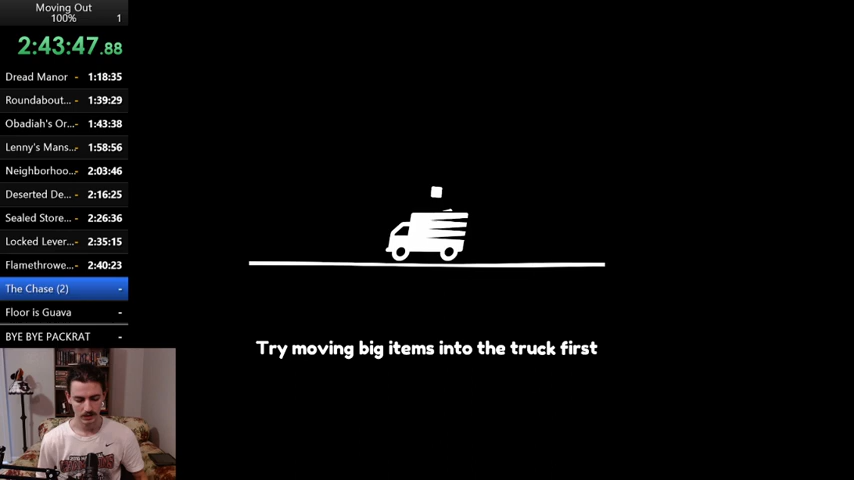 Moving Out
100% 1
2:43:47.88
Dread Manor - 1:18:35
Roundabout... - 1:39:29
Obadiah's Or... - 1:43:38
Lenny's Mans... - 1:58:56
Neighborhoo... - 2:03:46
Deserted De... - 2:16:25
Sealed Store... - 2:26:36
Locked Lever... - 2:35:15
Flamethrowe... - 2:40:23
The Chase (2) -
Floor is Guava -
BYE BYE PACKRAT -
Try moving big items into the truck first